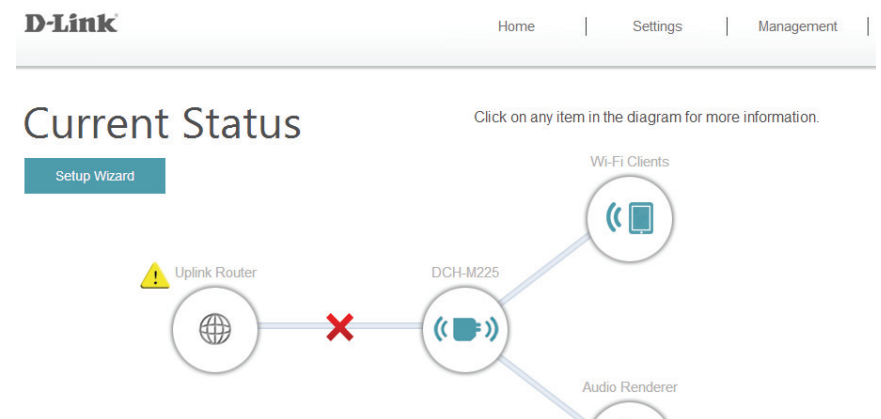 D-Link
Home | Settings | Management |
Current Status
Click on any item in the diagram for more information.
Setup Wizard
Wi-Fi Clients
Uplink Router
DCH-M225
Audio Renderer